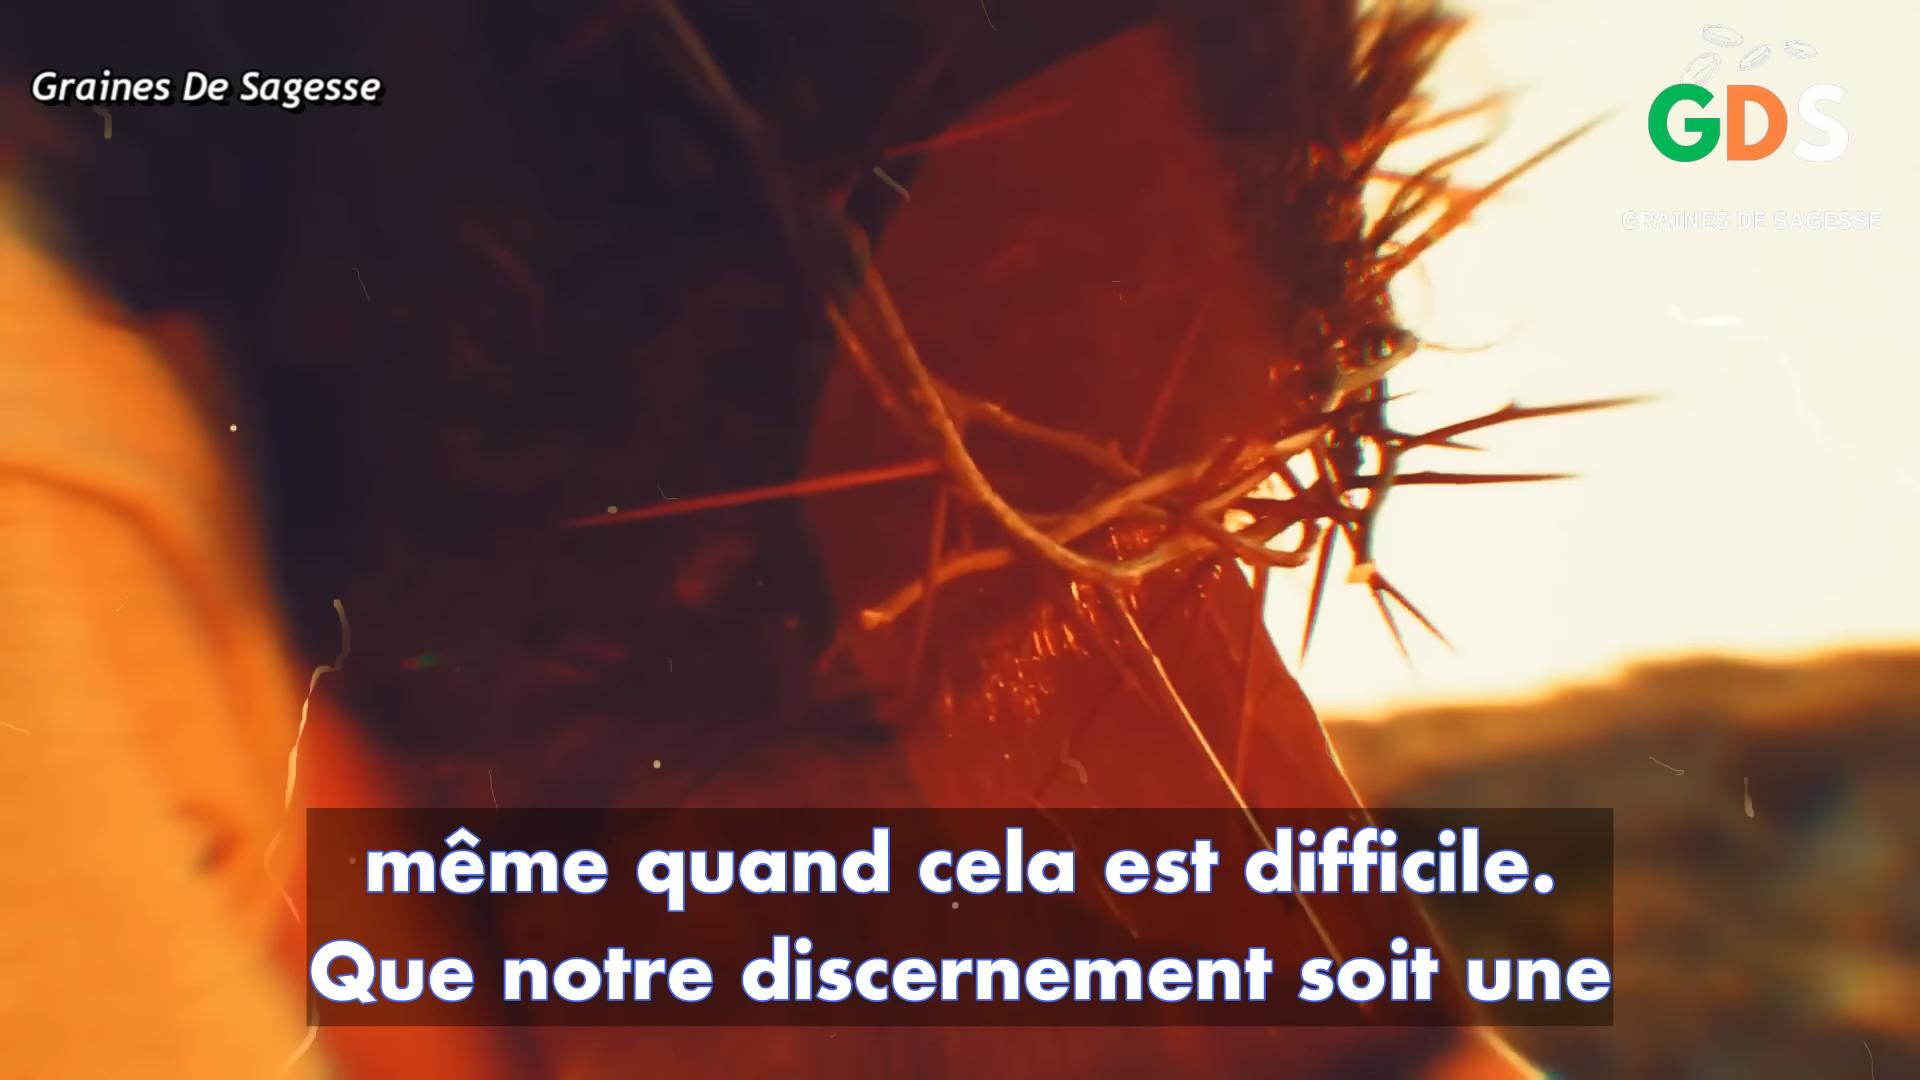 Graines De Sagesse
GDS
GRAINES DE SAGESSE
même quand cela est difficile.
Que notre discernement soit une